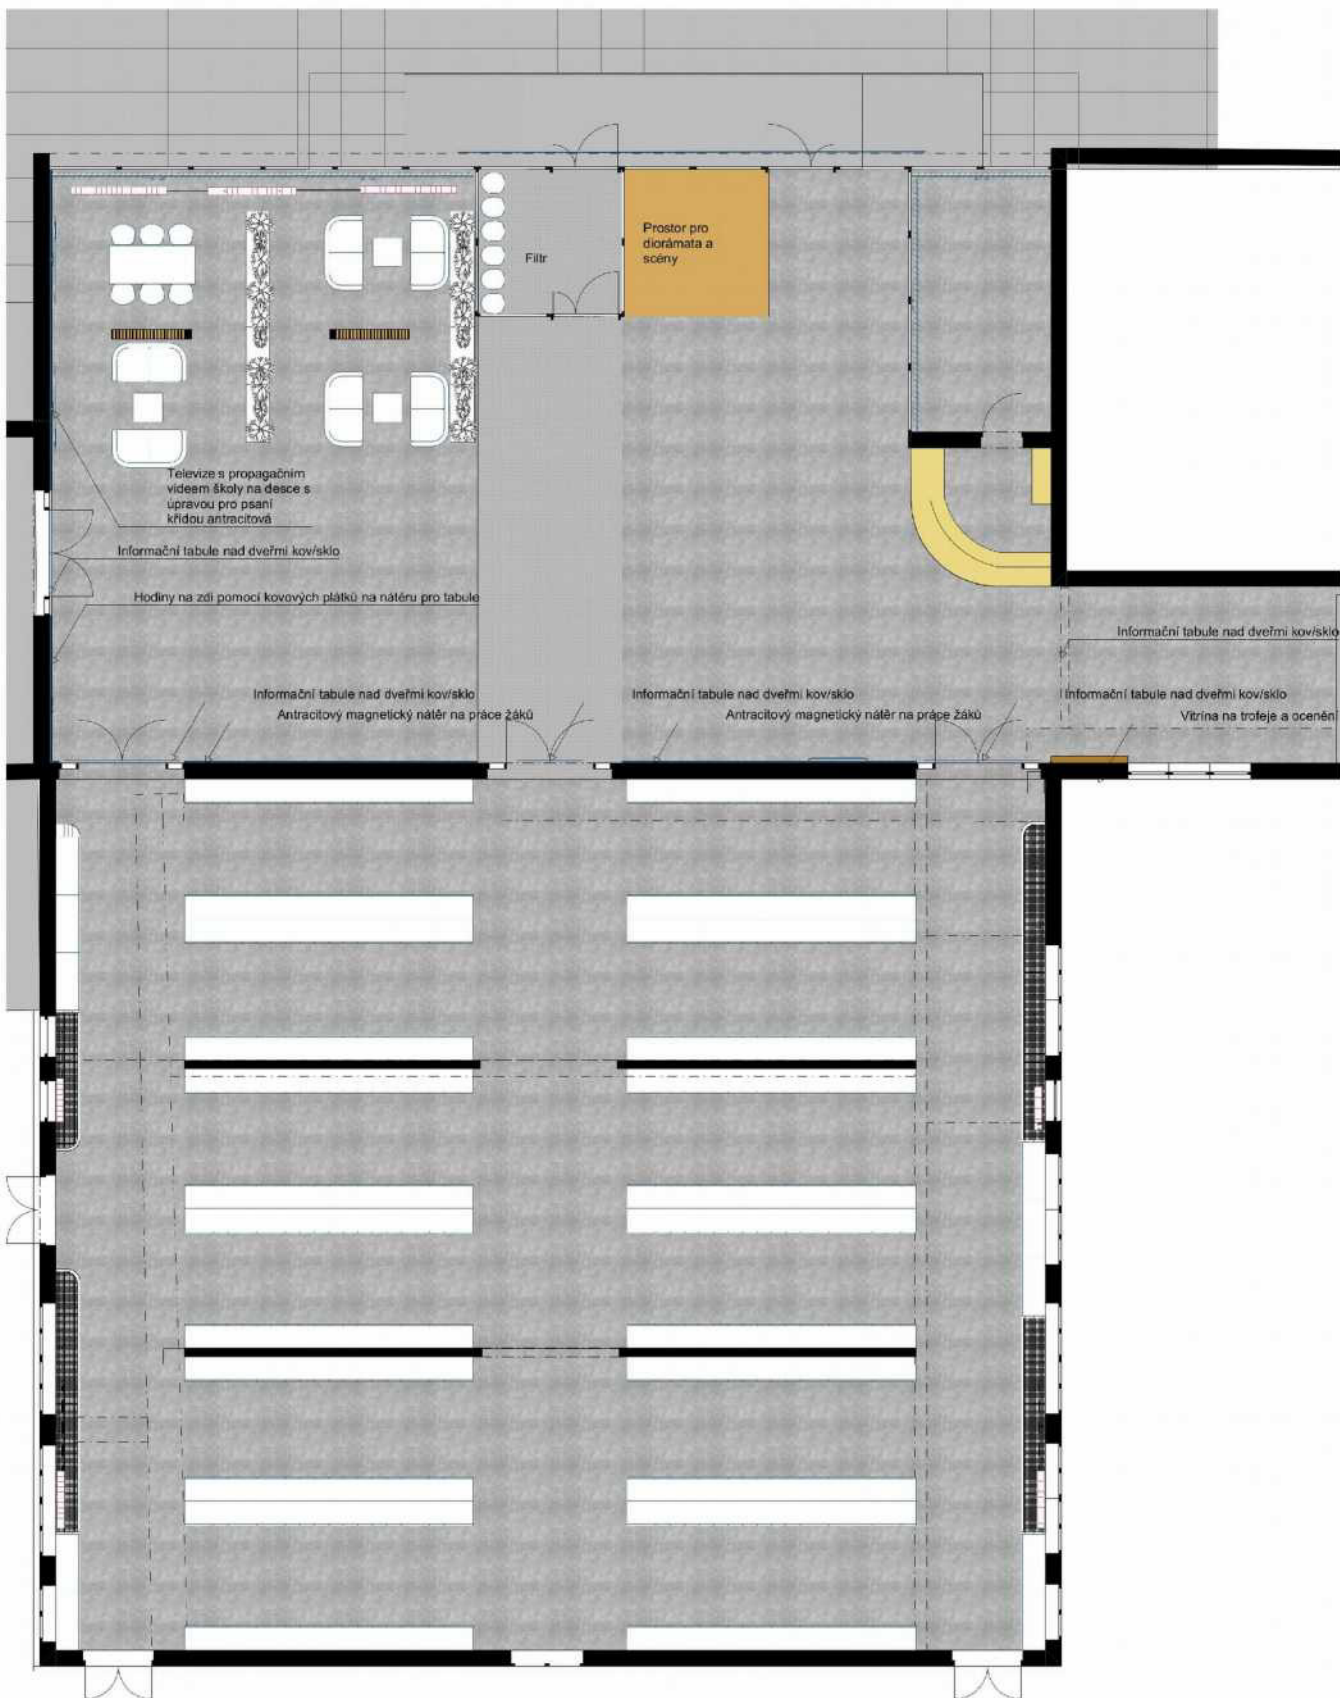 Prostor pro
diorámata a
scény
Filtr
Televize s propagačním
videem školy na desce s
úpravou pro psaní
křídou antracitová
Informační tabule nad dveřmi kov/sklo
Hodiny na zdi pomocí kovových plátků na nátěru pro tabule
Informační tabule nad dveřmi kov/sklo
Informační tabule nad dveřmi kov/sklo
Informační tabule nad dveřmi kov/sklo
Informační tabule nad dveřmi kov/sklo
Antracitový magnetický nátěr na práce žáků
Antracitový magnetický nátěr na práce žáků
Vitrína na trofeje a ocenění